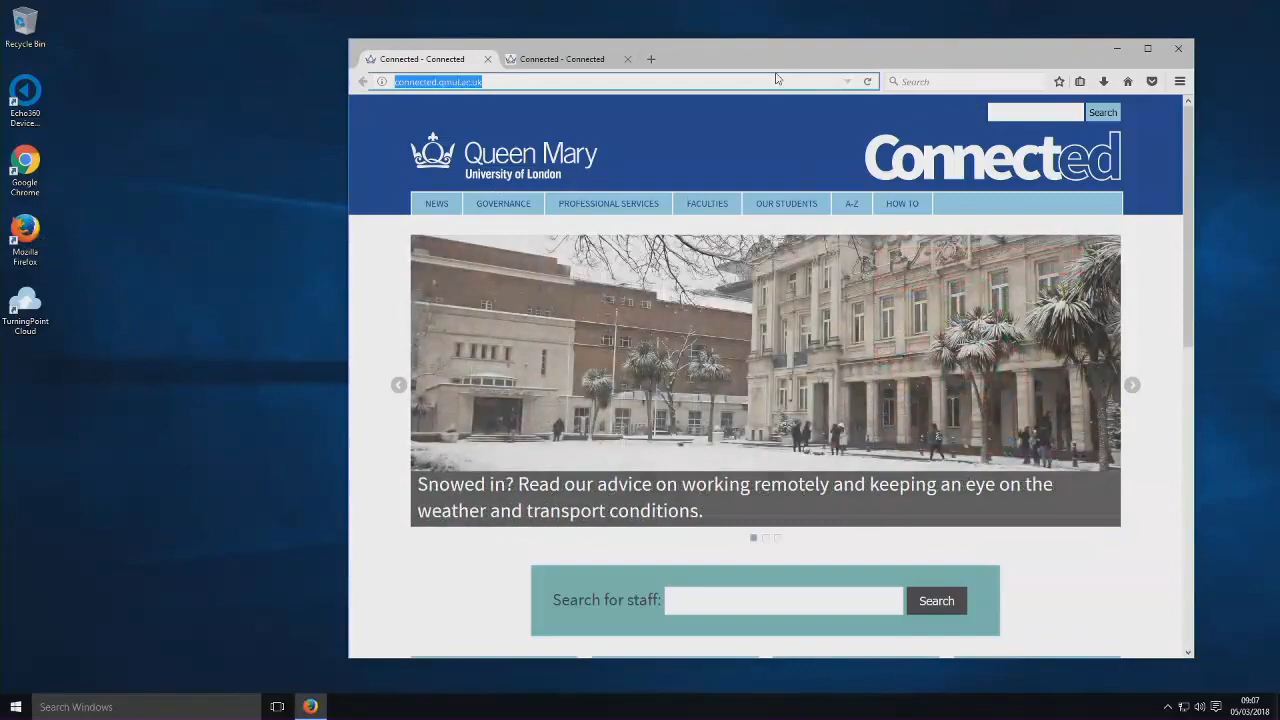 Recycle Bin
Echo360
Device...
Google
Chrome
Mozilla
Firefox
TurningPoint
Cloud
Connected - Connected
Connected - Connected
connected.qmul.ac.uk
Search
Search
Queen Mary
University of London
Connected
NEWS
GOVERNANCE
PROFESSIONAL SERVICES
FACULTIES
OUR STUDENTS
A-Z
HOW TO
Snowed in? Read our advice on working remotely and keeping an eye on the
weather and transport conditions.
Search for staff:
Search
Search Windows
09:07
05/03/2018